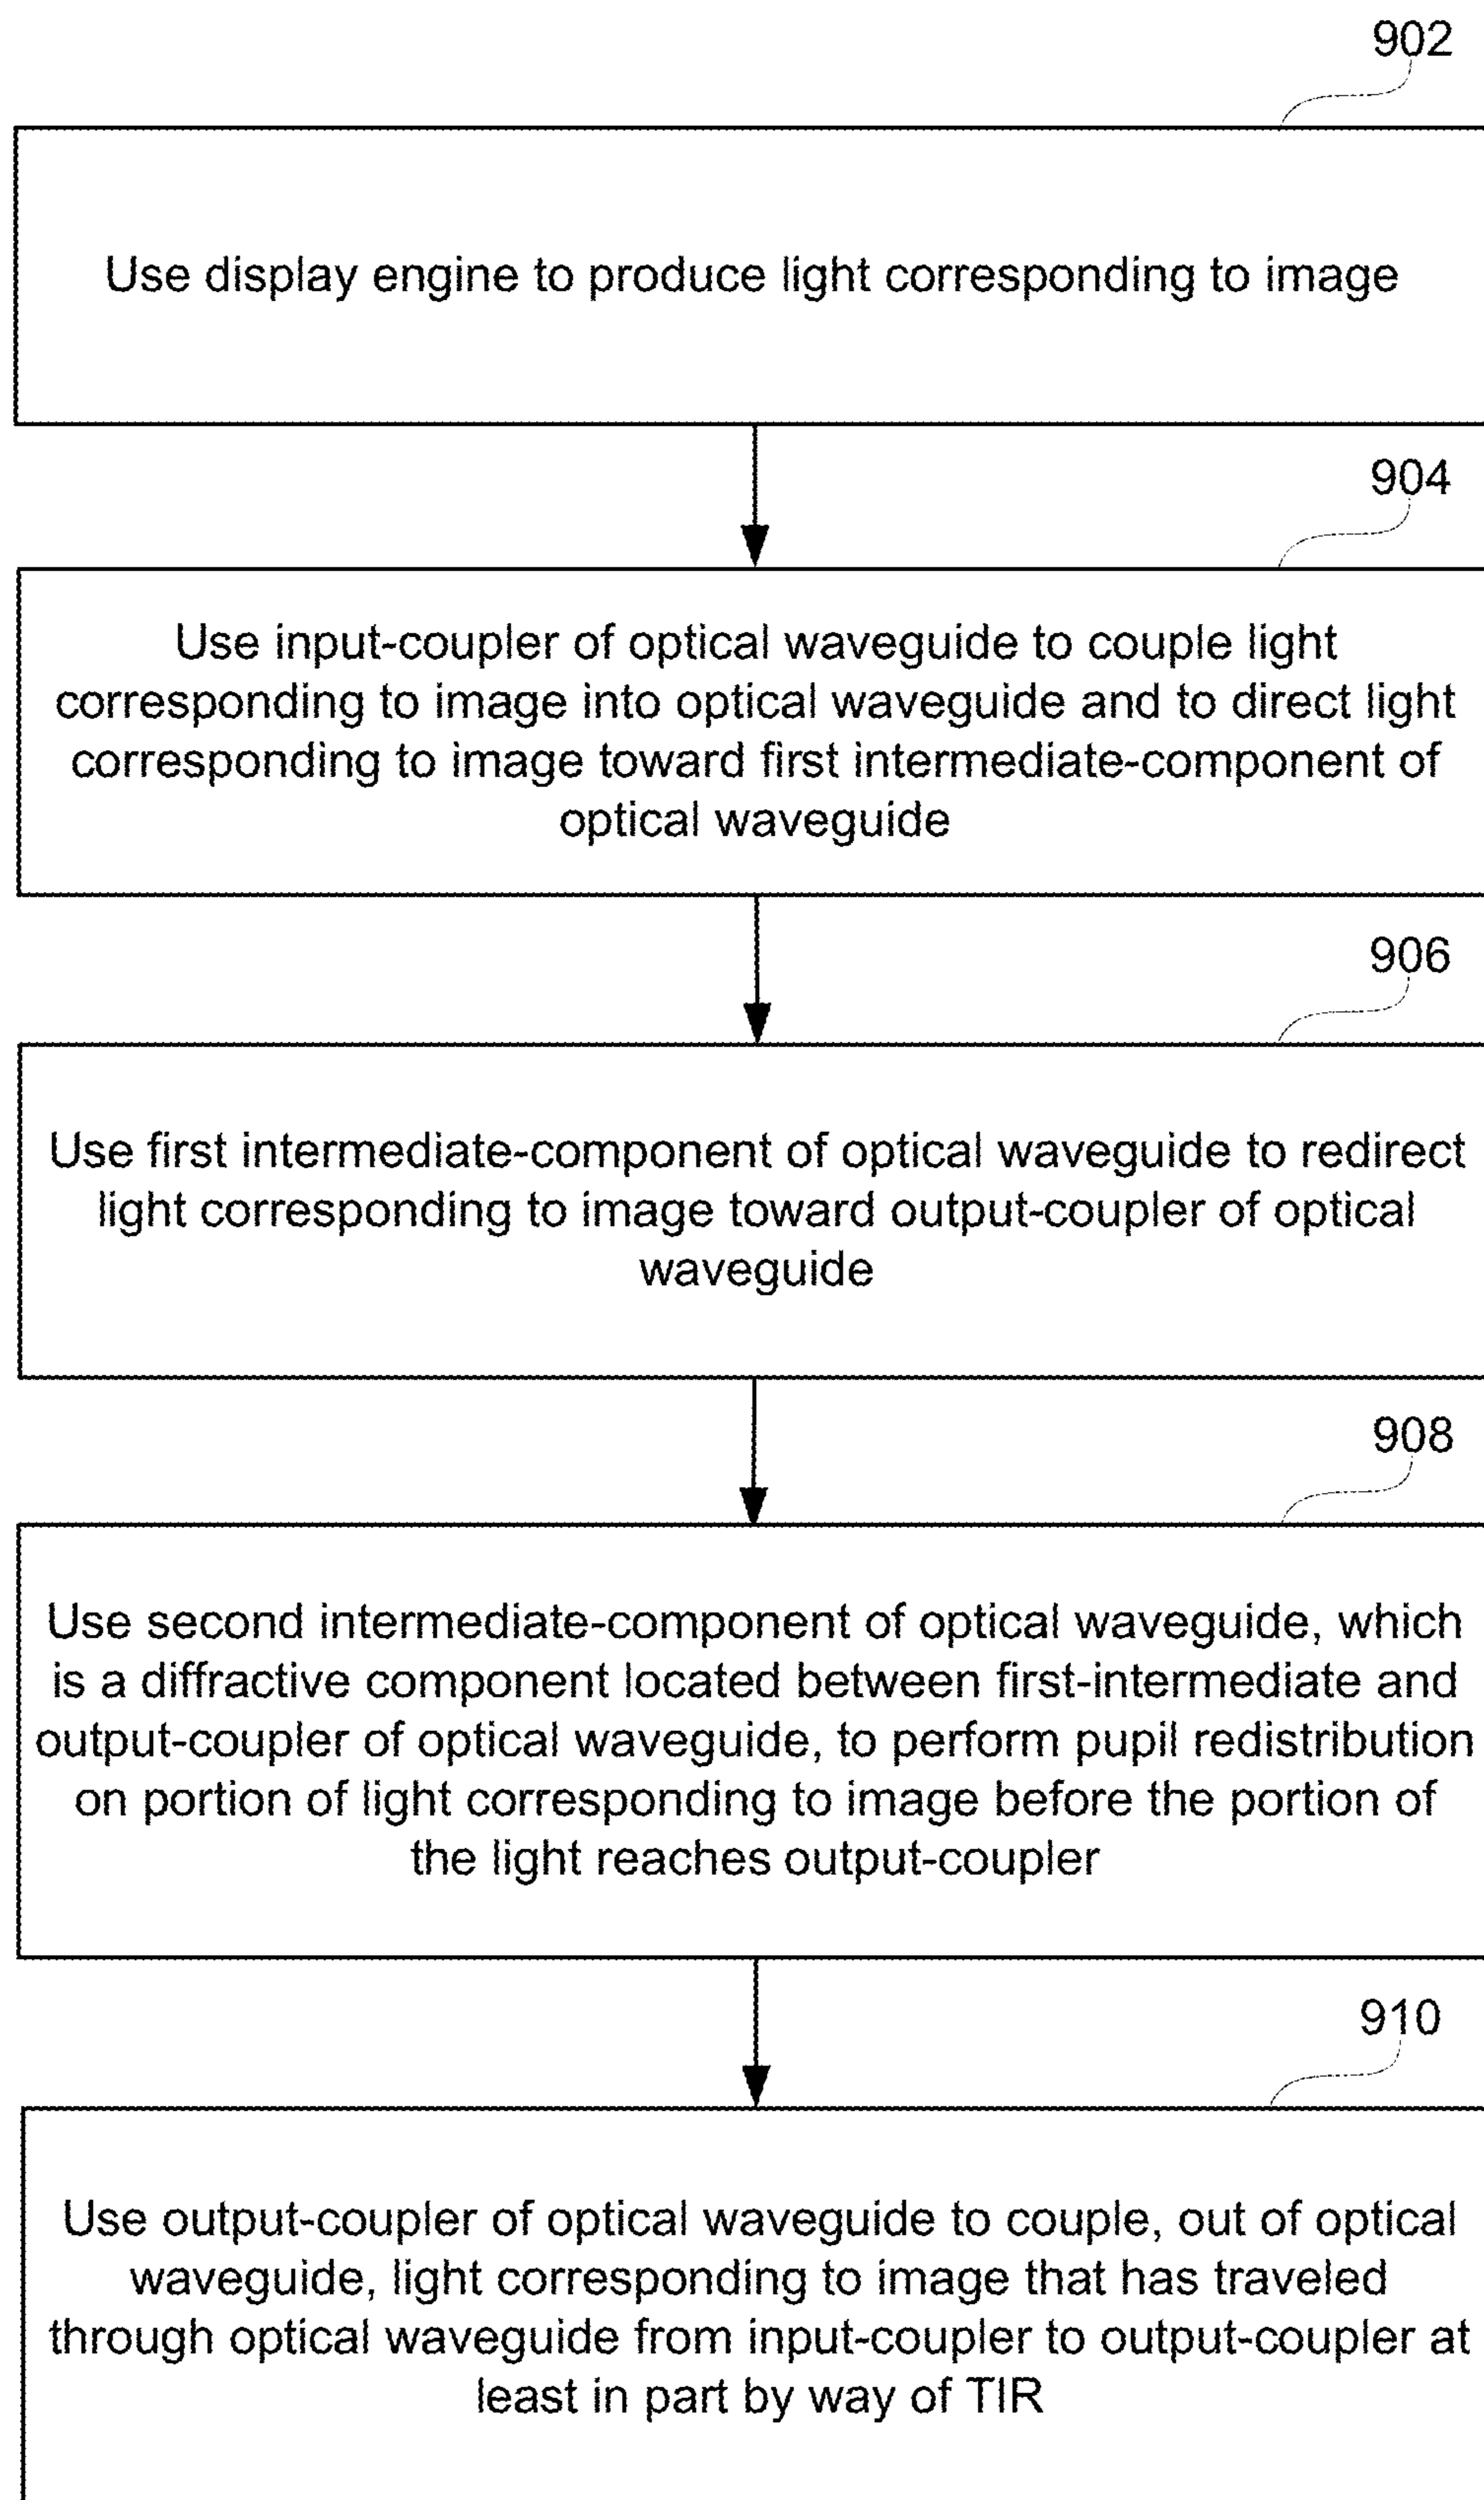 902
Use display engine to produce light corresponding to image
904
Use input-coupler of optical waveguide to couple light
corresponding to image into optical waveguide and to direct light
corresponding to image toward first intermediate-component of
optical waveguide
906
Use first intermediate-component of optical waveguide to redirect
light corresponding to image toward output-coupler of optical
waveguide
908
Use second intermediate-component of optical waveguide, which
is a diffractive component located between first-intermediate and
output-coupler of optical waveguide, to perform pupil redistribution
on portion of light corresponding to image before the portion of
the light reaches output-coupler
910
Use output-coupler of optical waveguide to couple, out of optical
waveguide, light corresponding to image that has traveled
through optical waveguide from input-coupler to output-coupler at
least in part by way of TIR